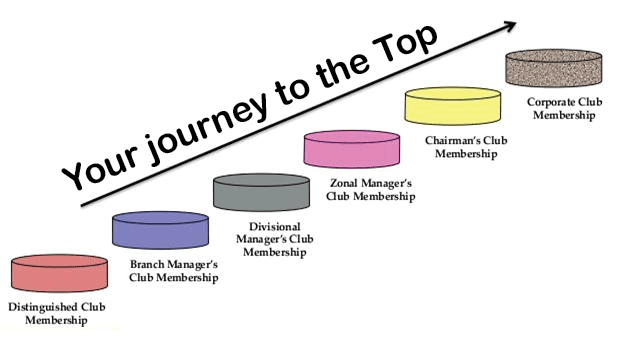 Your journey to the Top
Distinguished Club
Membership
Branch Manager's
Club Membership
Divisional
Manager's Club
Membership
Zonal Manager's
Club Membership
Chairman's Club
Membership
Corporate Club
Membership